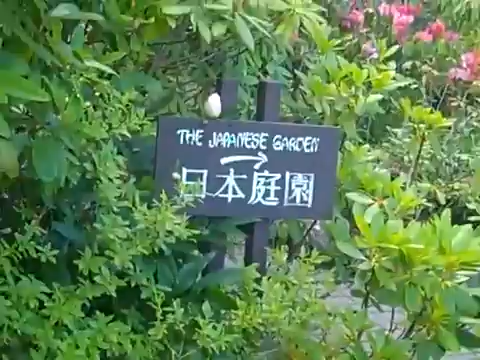 THE JAPANESE GARDEN
→
日本庭園